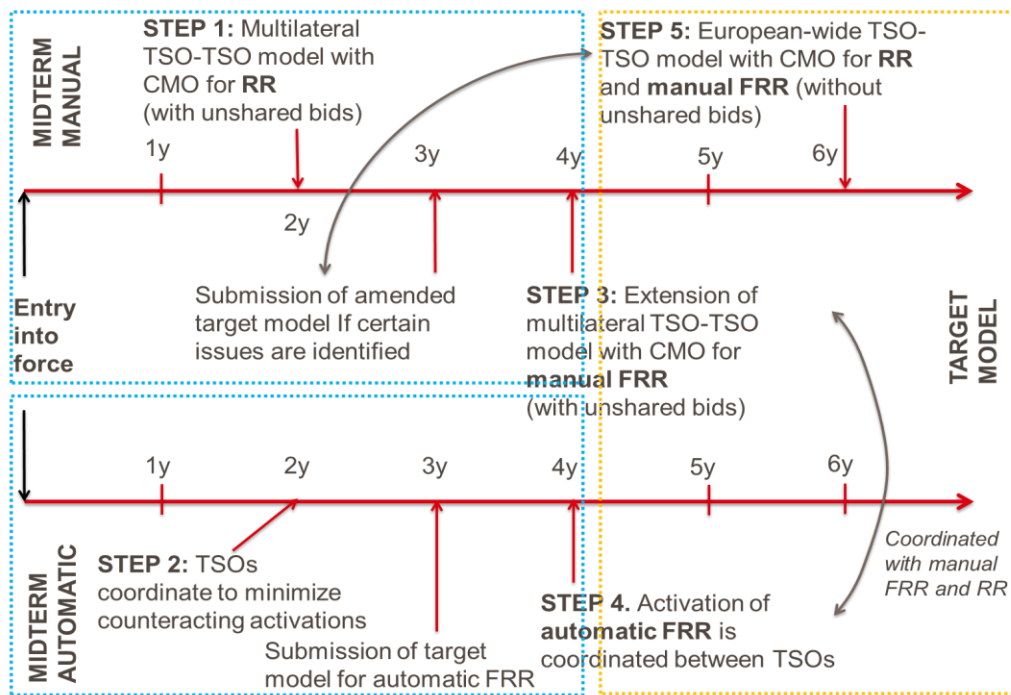 MIDTERM
MANUAL
STEP 1: Multilateral
TSO-TSO model with
CMO for RR
(with unshared bids)
STEP 5: European-wide TSO-
TSO model with CMO for RR
and manual FRR (without
unshared bids)
1y
2y
3y
4y
5y
6y
Entry
into
force
Submission of amended
target model If certain
issues are identified
STEP 3: Extension of
multilateral TSO-TSO
model with CMO for
manual FRR
(with unshared bids)
TARGET
MODEL
MIDTERM
AUTOMATIC
1y
2y
3y
4y
5y
6y
STEP 2: TSOs
coordinate to minimize
counteracting activations
Submission of target
model for automatic FRR
STEP 4. Activation of
automatic FRR is
coordinated between TSOs
Coordinated
with manual
FRR and RR